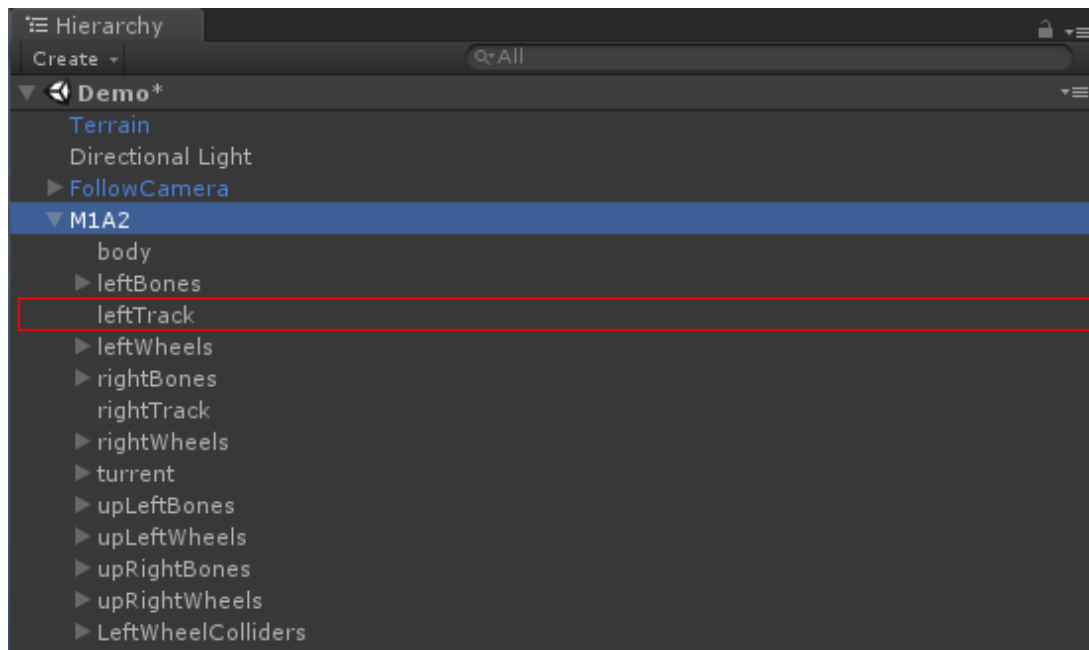 Hierarchy
Create All
Demo*
Terrain
Directional Light
FollowCamera
M1A2
body
leftBones
leftTrack
leftWheels
rightBones
rightTrack
rightWheels
turrent
upLeftBones
upLeftWheels
upRightBones
upRightWheels
LeftWheelColliders